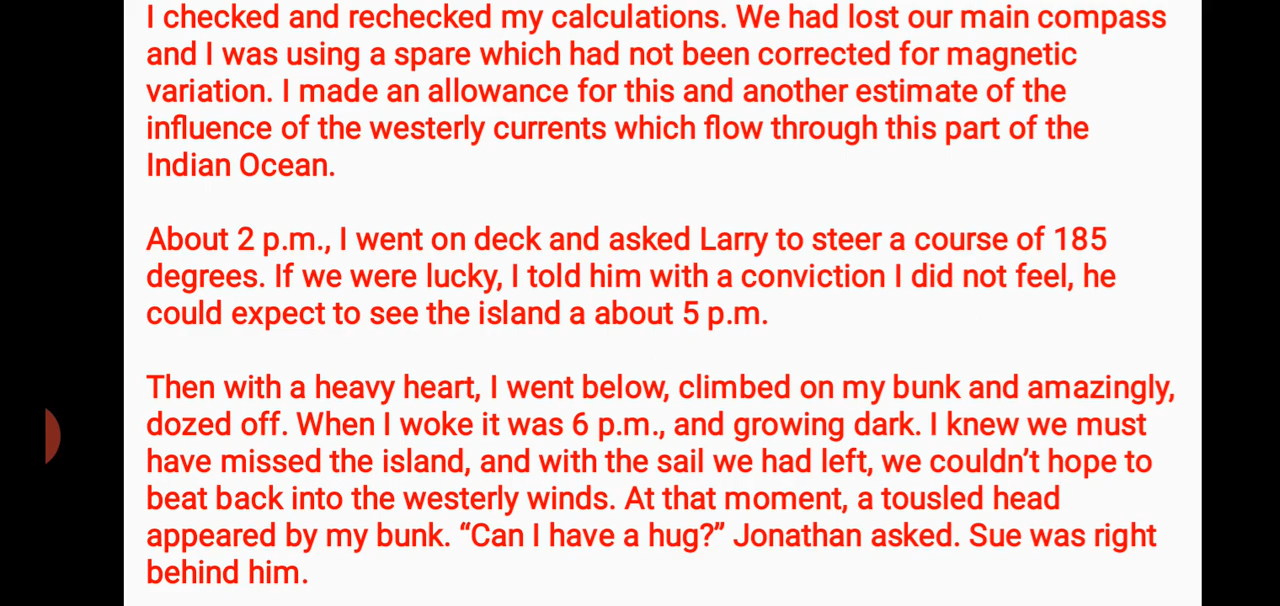 I checked and rechecked my calculations. We had lost our main compass
and I was using a spare which had not been corrected for magnetic
variation. I made an allowance for this and another estimate of the
influence of the westerly currents which flow through this part of the
Indian Ocean.
About 2 p.m., I went on deck and asked Larry to steer a course of 185
degrees. If we were lucky, I told him with a conviction I did not feel, he
could expect to see the island a about 5 p.m.
Then with a heavy heart, I went below, climbed on my bunk and amazingly,
dozed off. When I woke it was 6 p.m., and growing dark. I knew we must
have missed the island, and with the sail we had left, we couldn’t hope to
beat back into the westerly winds. At that moment, a tousled head
appeared by my bunk. “Can I have a hug?” Jonathan asked. Sue was right
behind him.